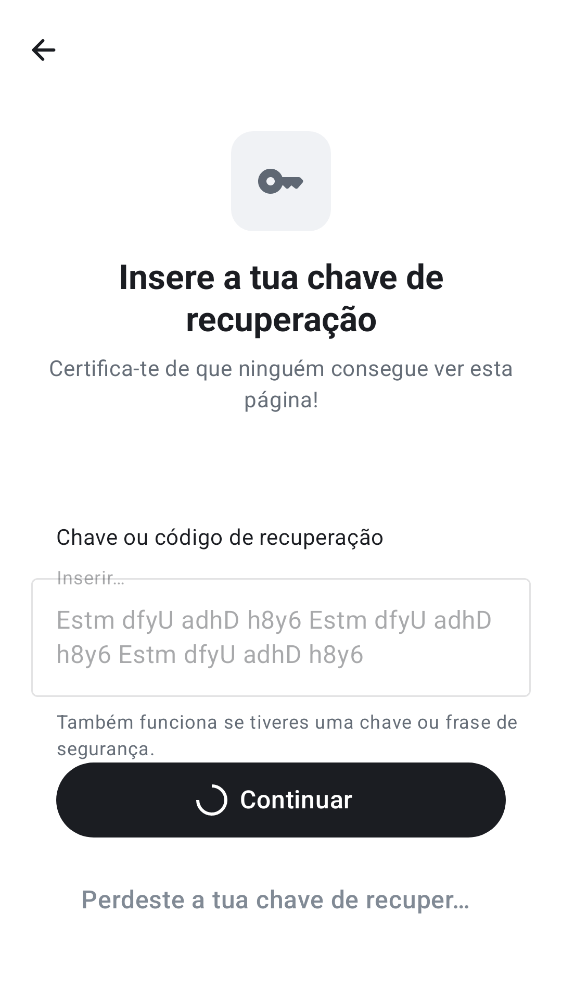 Insere a tua chave de
recuperação
Certifica-te de que ninguém consegue ver esta
página!
Chave ou código de recuperação
Inserir…
Estm dfyU adhD h8y6 Estm dfyU adhD
h8y6 Estm dfyU adhD h8y6
Também funciona se tiveres uma chave ou frase de
segurança.
Continuar
Perdeste a tua chave de recuper…